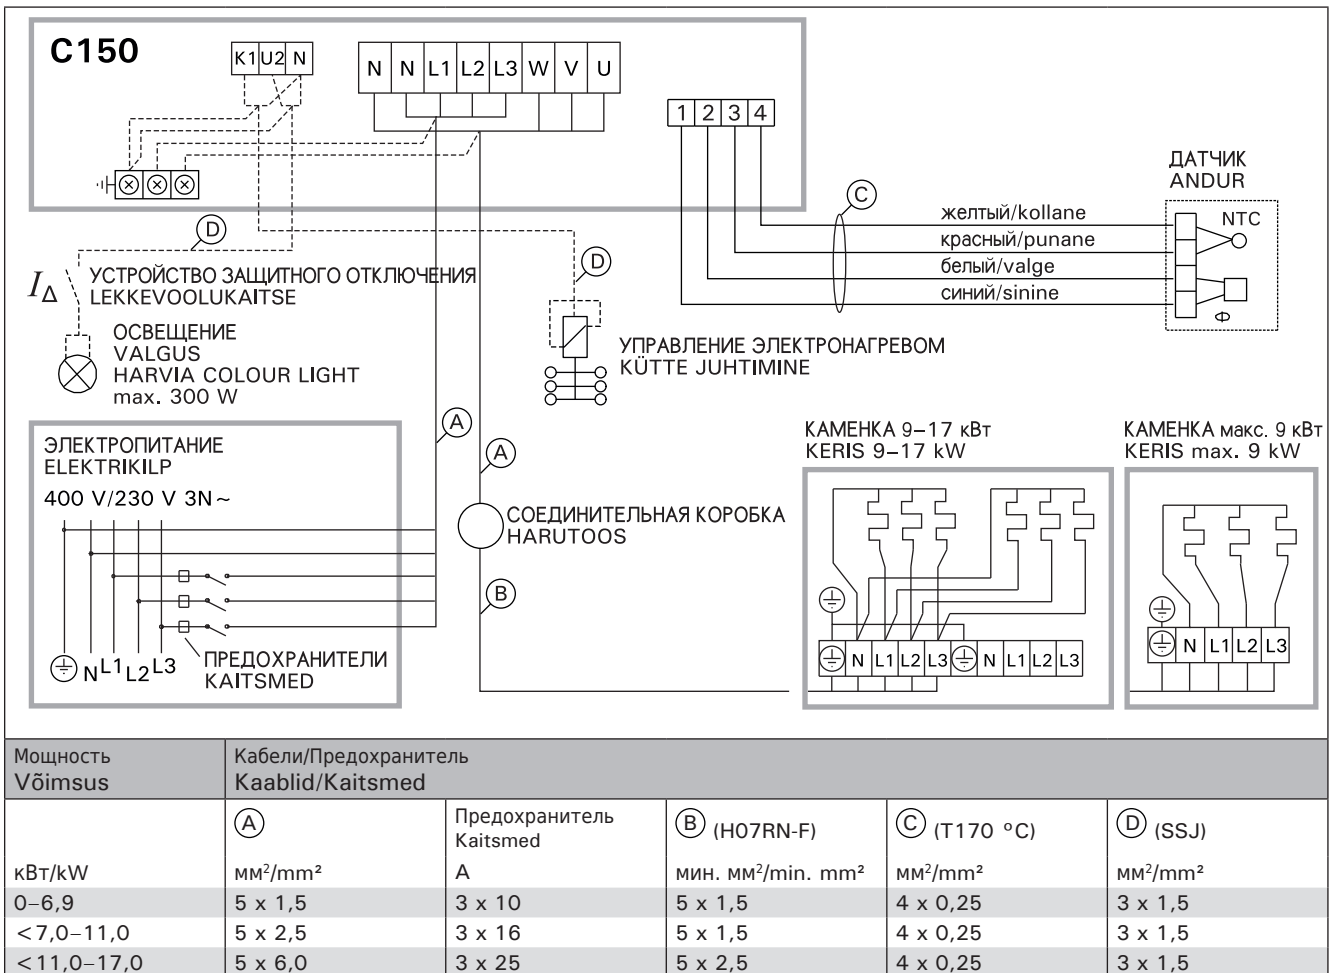 C150
K1 U2 N
N N L1 L2 L3 W V U
1 2 3 4
ДАТЧИК
ANDUR
NTC
C
желтый/kollane
красный/punane
белый/valge
синий/sinine
D
I∆
УСТРОЙСТВО ЗАЩИТНОГО ОТКЛЮЧЕНИЯ
LEKKEVOOLUKAITSE
D
ОСВЕЩЕНИЕ
VALGUS
HARVIA COLOUR LIGHT
max. 300 W
УПРАВЛЕНИЕ ЭЛЕКТРОНАГРЕВОМ
KÜTTE JUHTIMINE
A
A
ЭЛЕКТРОПИТАНИЕ
ELEKTRIKILP
400 V/230 V 3N~
СОЕДИНИТЕЛЬНАЯ КОРОБКА
HARUTOOS
B
N L1 L2 L3
ПРЕДОХРАНИТЕЛИ
KAITSMED
КАМЕНКА 9–17 кВт
KERIS 9–17 kW
N L1 L2 L3 N L1 L2 L3
КАМЕНКА макс. 9 кВт
KERIS max. 9 kW
N L1 L2 L3
Мощность
Võimsus
Кабели/Предохранитель
Kaablid/Kaitsmed
A
Предохранитель
Kaitsmed
B (H07RN-F)
C (T170 °C)
D (SSJ)
кВт/kW мм²/mm² A мин. мм²/min. mm² мм²/mm² мм²/mm²
0–6,9 5 x 1,5 3 x 10 5 x 1,5 4 x 0,25 3 x 1,5
<7,0–11,0 5 x 2,5 3 x 16 5 x 1,5 4 x 0,25 3 x 1,5
<11,0–17,0 5 x 6,0 3 x 25 5 x 2,5 4 x 0,25 3 x 1,5